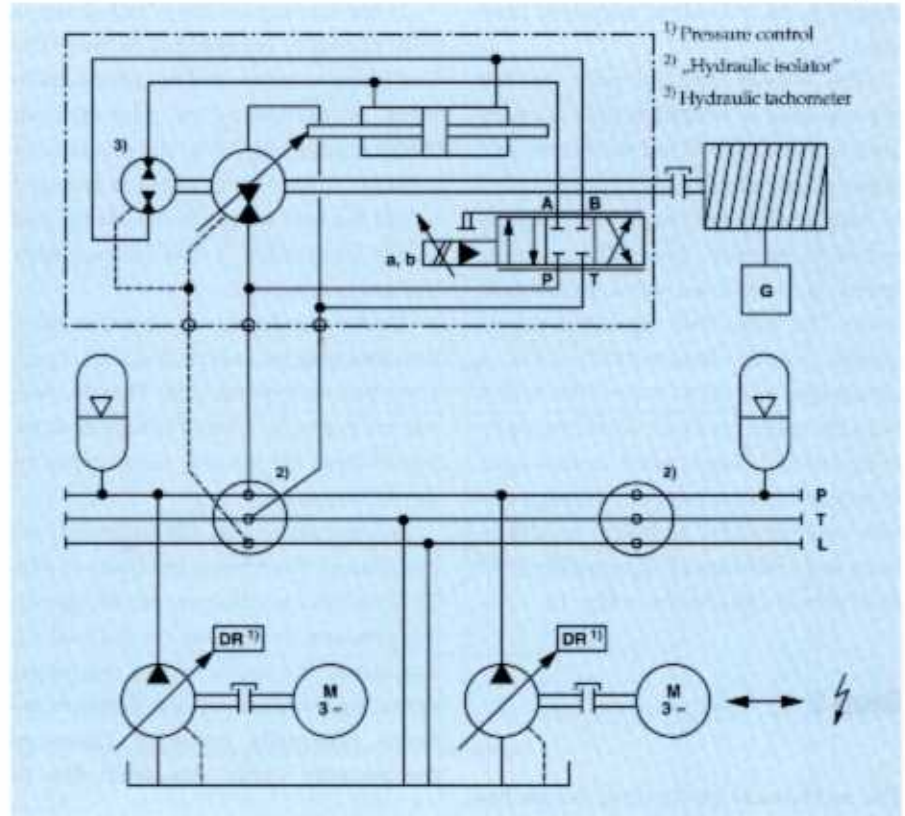 1) Pressure control
2) „Hydraulic isolator"
3) Hydraulic tachometer
3)
A B
a, b
P T
G
2) 2)
P
T
L
DR 1) DR 1)
M M
3 ~ 3 ~